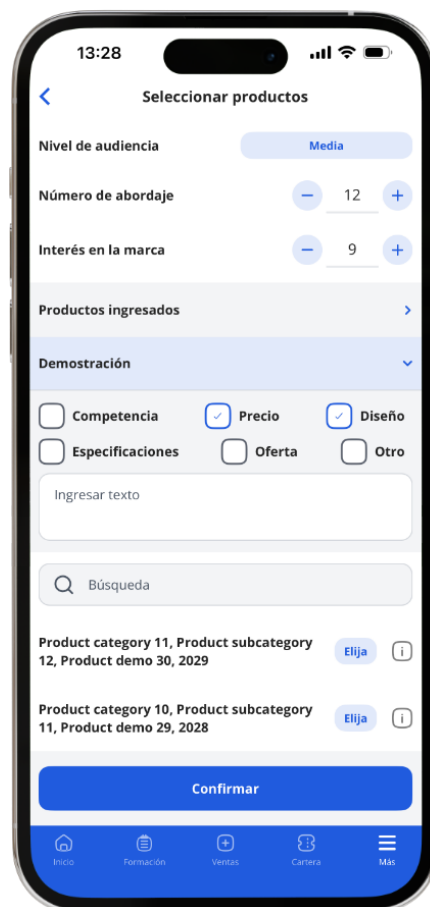 13:28
Seleccionar productos
Nivel de audiencia Media
Número de abordaje 12
Interés en la marca 9
Productos ingresados
Demostración
Competencia Precio Diseño
Especificaciones Oferta Otro
Ingresar texto
Búsqueda
Product category 11, Product subcategory
12, Product demo 30, 2029
Elija
Product category 10, Product subcategory
11, Product demo 29, 2028
Elija
Confirmar
Inicio Formación Ventas Cartera Más